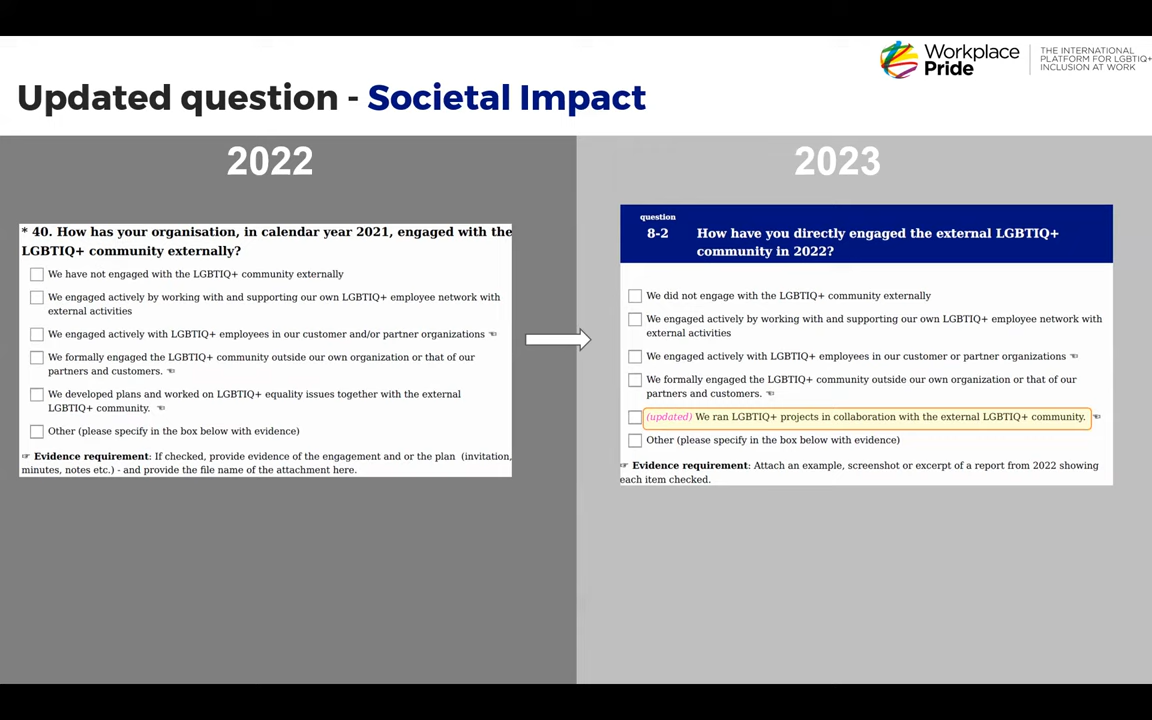 Workplace
Pride
THE INTERNATIONAL
PLATFORM FOR LGBTIQ+
INCLUSION AT WORK
Updated question - Societal Impact
2022
* 40. How has your organisation, in calendar year 2021, engaged with the
LGBTIQ+ community externally?
We have not engaged with the LGBTIQ+ community externally
We engaged actively by working with and supporting our own LGBTIQ+ employee network with
external activities
We engaged actively with LGBTIQ+ employees in our customer and/or partner organizations ☜
We formally engaged the LGBTIQ+ community outside our own organization or that of our
partners and customers. ☜
We developed plans and worked on LGBTIQ+ equality issues together with the external
LGBTIQ+ community. ☜
Other (please specify in the box below with evidence)
☞ Evidence requirement: If checked, provide evidence of the engagement and or the plan (invitation,
minutes, notes etc.) - and provide the file name of the attachment here.
2023
question
8-2 How have you directly engaged the external LGBTIQ+
community in 2022?
We did not engage with the LGBTIQ+ community externally
We engaged actively by working with and supporting our own LGBTIQ+ employee network with
external activities
We engaged actively with LGBTIQ+ employees in our customer or partner organizations ☜
We formally engaged the LGBTIQ+ community outside our own organization or that of our
partners and customers. ☜
(updated) We ran LGBTIQ+ projects in collaboration with the external LGBTIQ+ community. ☜
Other (please specify in the box below with evidence)
☞ Evidence requirement: Attach an example, screenshot or excerpt of a report from 2022 showing
each item checked.